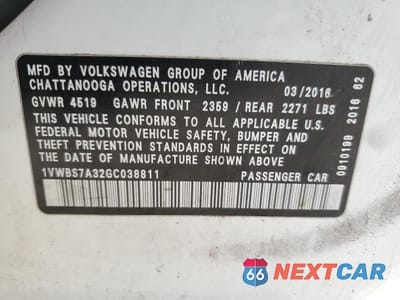 MFD BY VOLKSWAGEN GROUP OF AMERICA
CHATTANOOGA OPERATIONS, LLC. 03/2016
GVWR 4519 GAWR FRONT 2359 / REAR 2271 LBS
THIS VEHICLE CONFORMS TO ALL APPLICABLE U.S.
FEDERAL MOTOR VEHICLE SAFETY, BUMPER AND
THEFT PREVENTION STANDARDS IN EFFECT ON THE
DATE OF MANUFACTURE SHOWN ABOVE
1VWBS7A32GC038811 PASSENGER CAR
0910199 2016 62
66 NEXTCAR